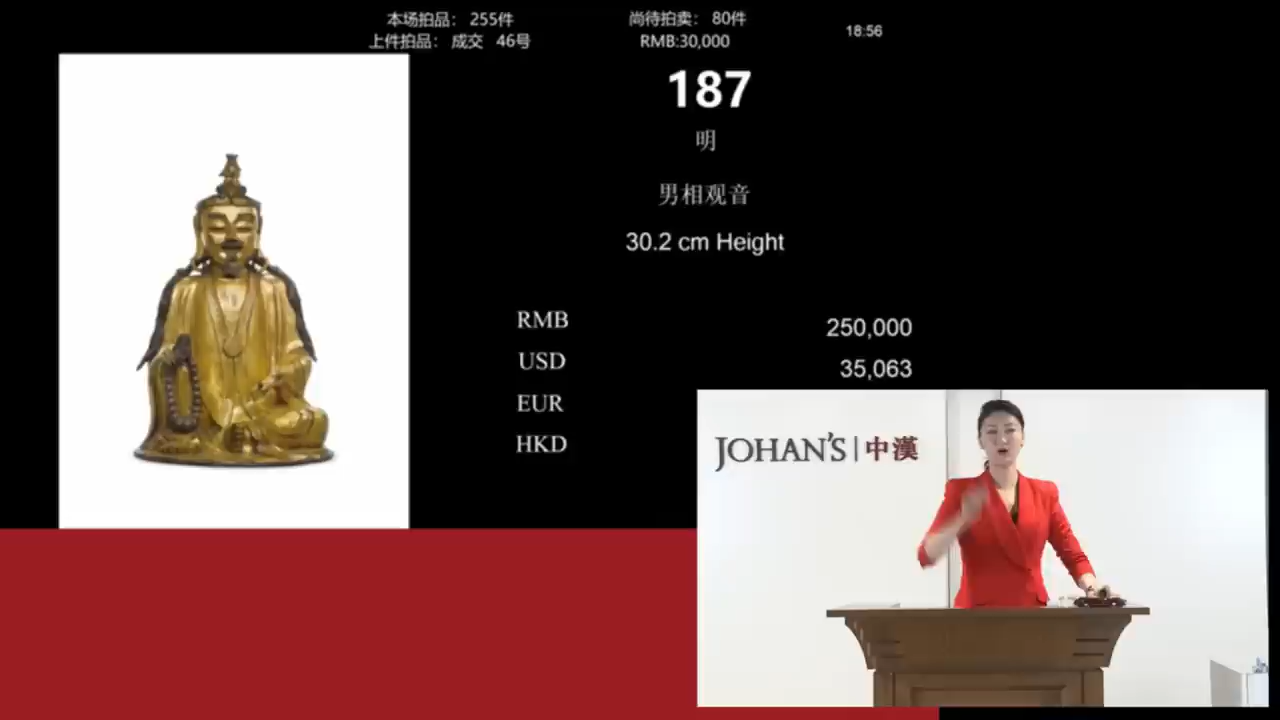 本场拍品： 255件
尚待拍卖： 80件
上件拍品： 成交 46号
RMB:30,000
18:56
187
明
男相观音
30.2 cm Height
RMB 250,000
USD 35,063
EUR
HKD
JOHAN'S | 中漢